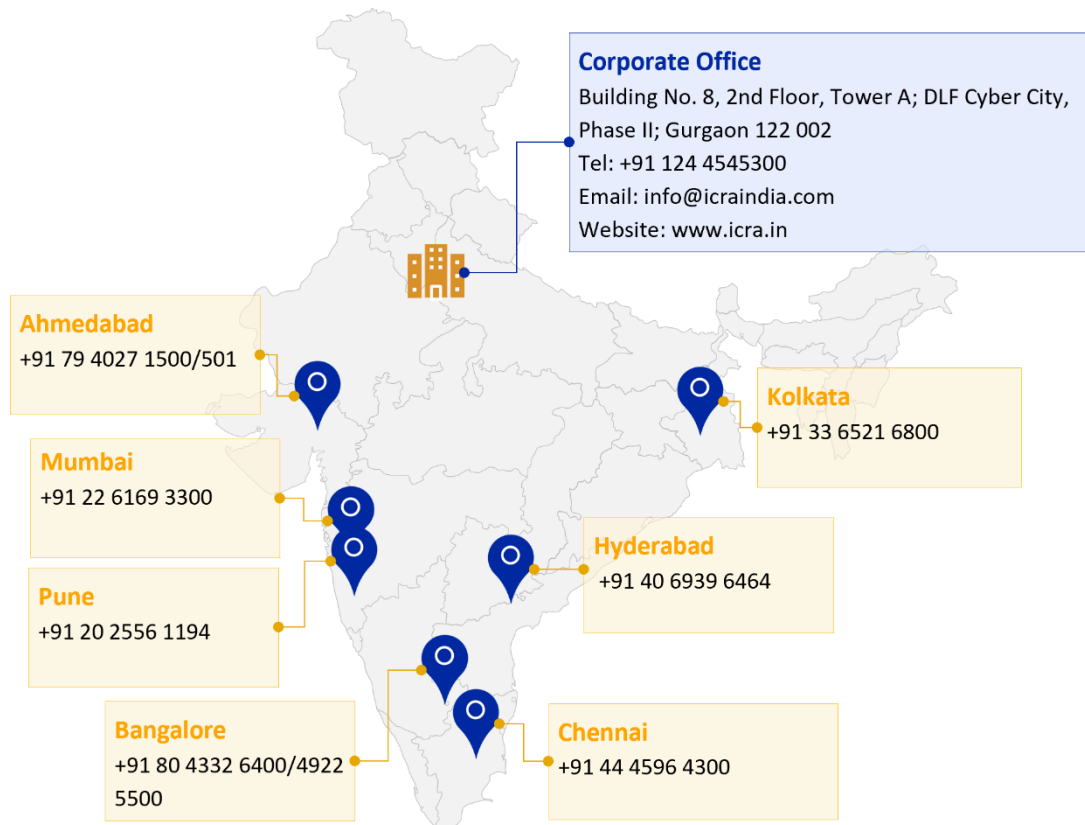 Corporate Office
Building No. 8, 2nd Floor, Tower A; DLF Cyber City,
Phase II; Gurgaon 122 002
Tel: +91 124 4545300
Email: info@icraindia.com
Website: www.icra.in
Ahmedabad
+91 79 4027 1500/501
Kolkata
+91 33 6521 6800
Mumbai
+91 22 6169 3300
Hyderabad
+91 40 6939 6464
Pune
+91 20 2556 1194
Bangalore
+91 80 4332 6400/4922
5500
Chennai
+91 44 4596 4300